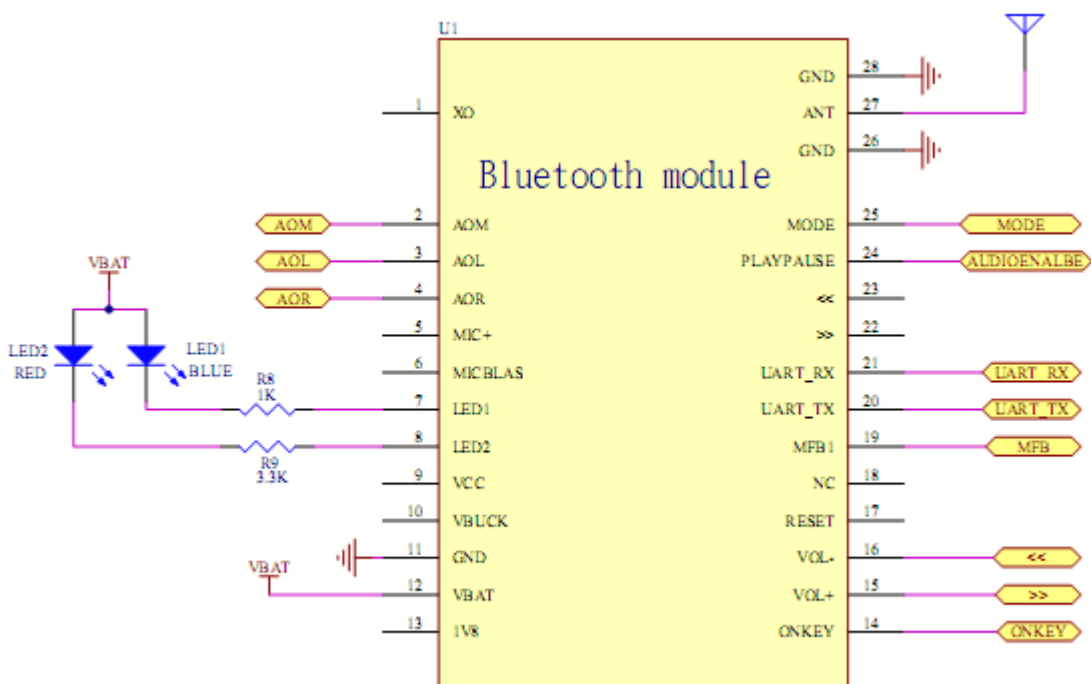 U1
Bluetooth module
1 XO
AOM 2 AOM
AOL 3 AOL
AOR 4 AOR
5 MIC+
6 MICBLAS
7 LED1
8 LED2
9 VCC
10 VBUCK
11 GND
VBAT 12 VBAT
13 1V8
VBAT
LED2
RED
LED1
BLUE
R8
1K
R9
3.3K
GND 28
ANT 27
GND 26
MODE 25 MODE
PLAYPAUSE 24 AUDIOENALBE
<< 23
>> 22
UART_RX 21 UART_RX
UART_TX 20 UART_TX
MFB1 19 MFB
NC 18
RESET 17
VOL- 16 <<
VOL+ 15 >>
ONKEY 14 ONKEY